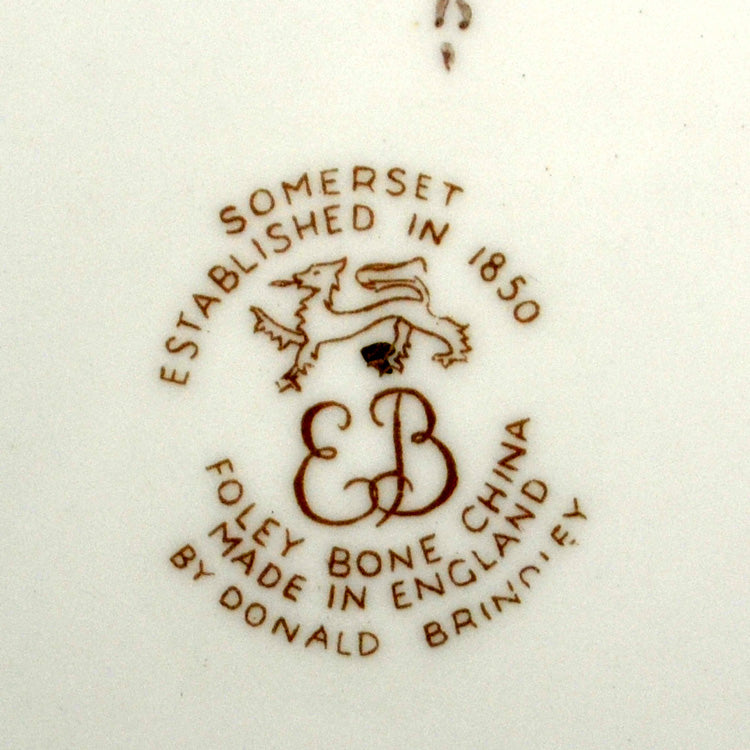 SOMERSET
ESTABLISHED IN 1850
EB
FOLEY BONE CHINA
MADE IN ENGLAND
BY DONALD BRINDLEY